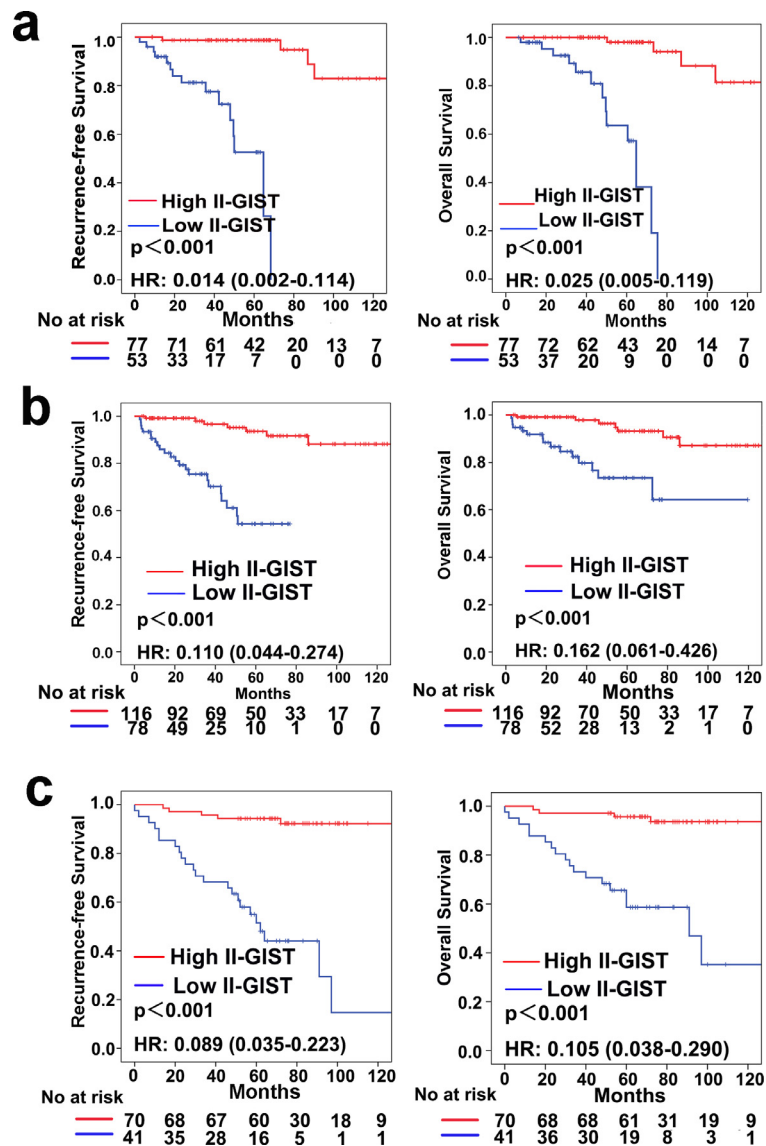 a
Recurrence-free Survival
1.0
0.8
0.6
0.4
0.2
0.0
High II-GIST
Low II-GIST
p<0.001
HR: 0.014 (0.002-0.114)
0 20 40 60 80 100 120
Months
No at risk
77 71 61 42 20 13 7
53 33 17 7 0 0 0
Overall Survival
1.0
0.8
0.6
0.4
0.2
0.0
High II-GIST
Low II-GIST
p<0.001
HR: 0.025 (0.005-0.119)
0 20 40 60 80 100 120
Months
No at risk
77 72 62 43 20 14 7
53 37 20 9 0 0 0
b
Recurrence-free Survival
1.0
0.8
0.6
0.4
0.2
0.0
High II-GIST
Low II-GIST
p<0.001
HR: 0.110 (0.044-0.274)
0 20 40 60 80 100 120
Months
No at risk
116 92 69 50 33 17 7
78 49 25 10 1 0 0
Overall Survival
1.0
0.8
0.6
0.4
0.2
0.0
High II-GIST
Low II-GIST
p<0.001
HR: 0.162 (0.061-0.426)
0 20 40 60 80 100 120
Months
No at risk
116 92 70 50 33 17 7
78 52 28 13 2 1 0
c
Recurrence-free Survival
1.0
0.8
0.6
0.4
0.2
0.0
High II-GIST
Low II-GIST
p<0.001
HR: 0.089 (0.035-0.223)
0 20 40 60 80 100 120
Months
No at risk
70 68 67 60 30 18 9
41 35 28 16 5 1 1
Overall Survival
1.0
0.8
0.6
0.4
0.2
0.0
High II-GIST
Low II-GIST
p<0.001
HR: 0.105 (0.038-0.290)
0 20 40 60 80 100 120
Months
No at risk
70 68 68 61 31 19 9
41 36 30 19 8 3 1